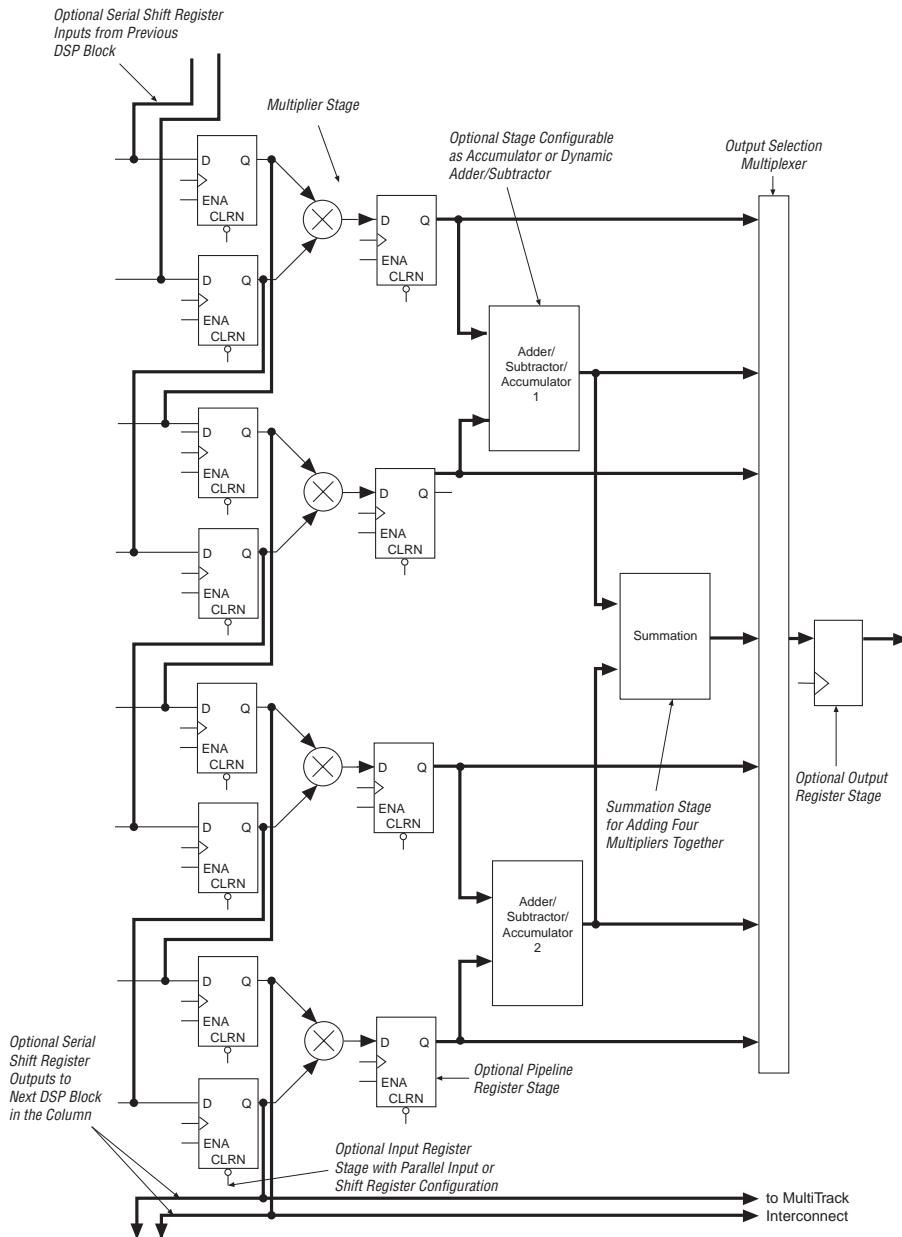 Optional Serial Shift Register
Inputs from Previous
DSP Block
Multiplier Stage
Optional Stage Configurable
as Accumulator or Dynamic
Adder/Subtractor
Output Selection
Multiplexer
D Q
ENA
CLRN
D Q
ENA
CLRN
D Q
ENA
CLRN
Adder/
Subtractor/
Accumulator
1
D Q
ENA
CLRN
D Q
ENA
CLRN
D Q
ENA
CLRN
Summation
D Q
ENA
CLRN
D Q
ENA
CLRN
D Q
ENA
CLRN
Optional Output
Register Stage
Summation Stage
for Adding Four
Multipliers Together
Adder/
Subtractor/
Accumulator
2
D Q
ENA
CLRN
D Q
ENA
CLRN
D Q
ENA
CLRN
Optional Serial
Shift Register
Outputs to
Next DSP Block
in the Column
Optional Pipeline
Register Stage
Optional Input Register
Stage with Parallel Input or
Shift Register Configuration
to MultiTrack
Interconnect